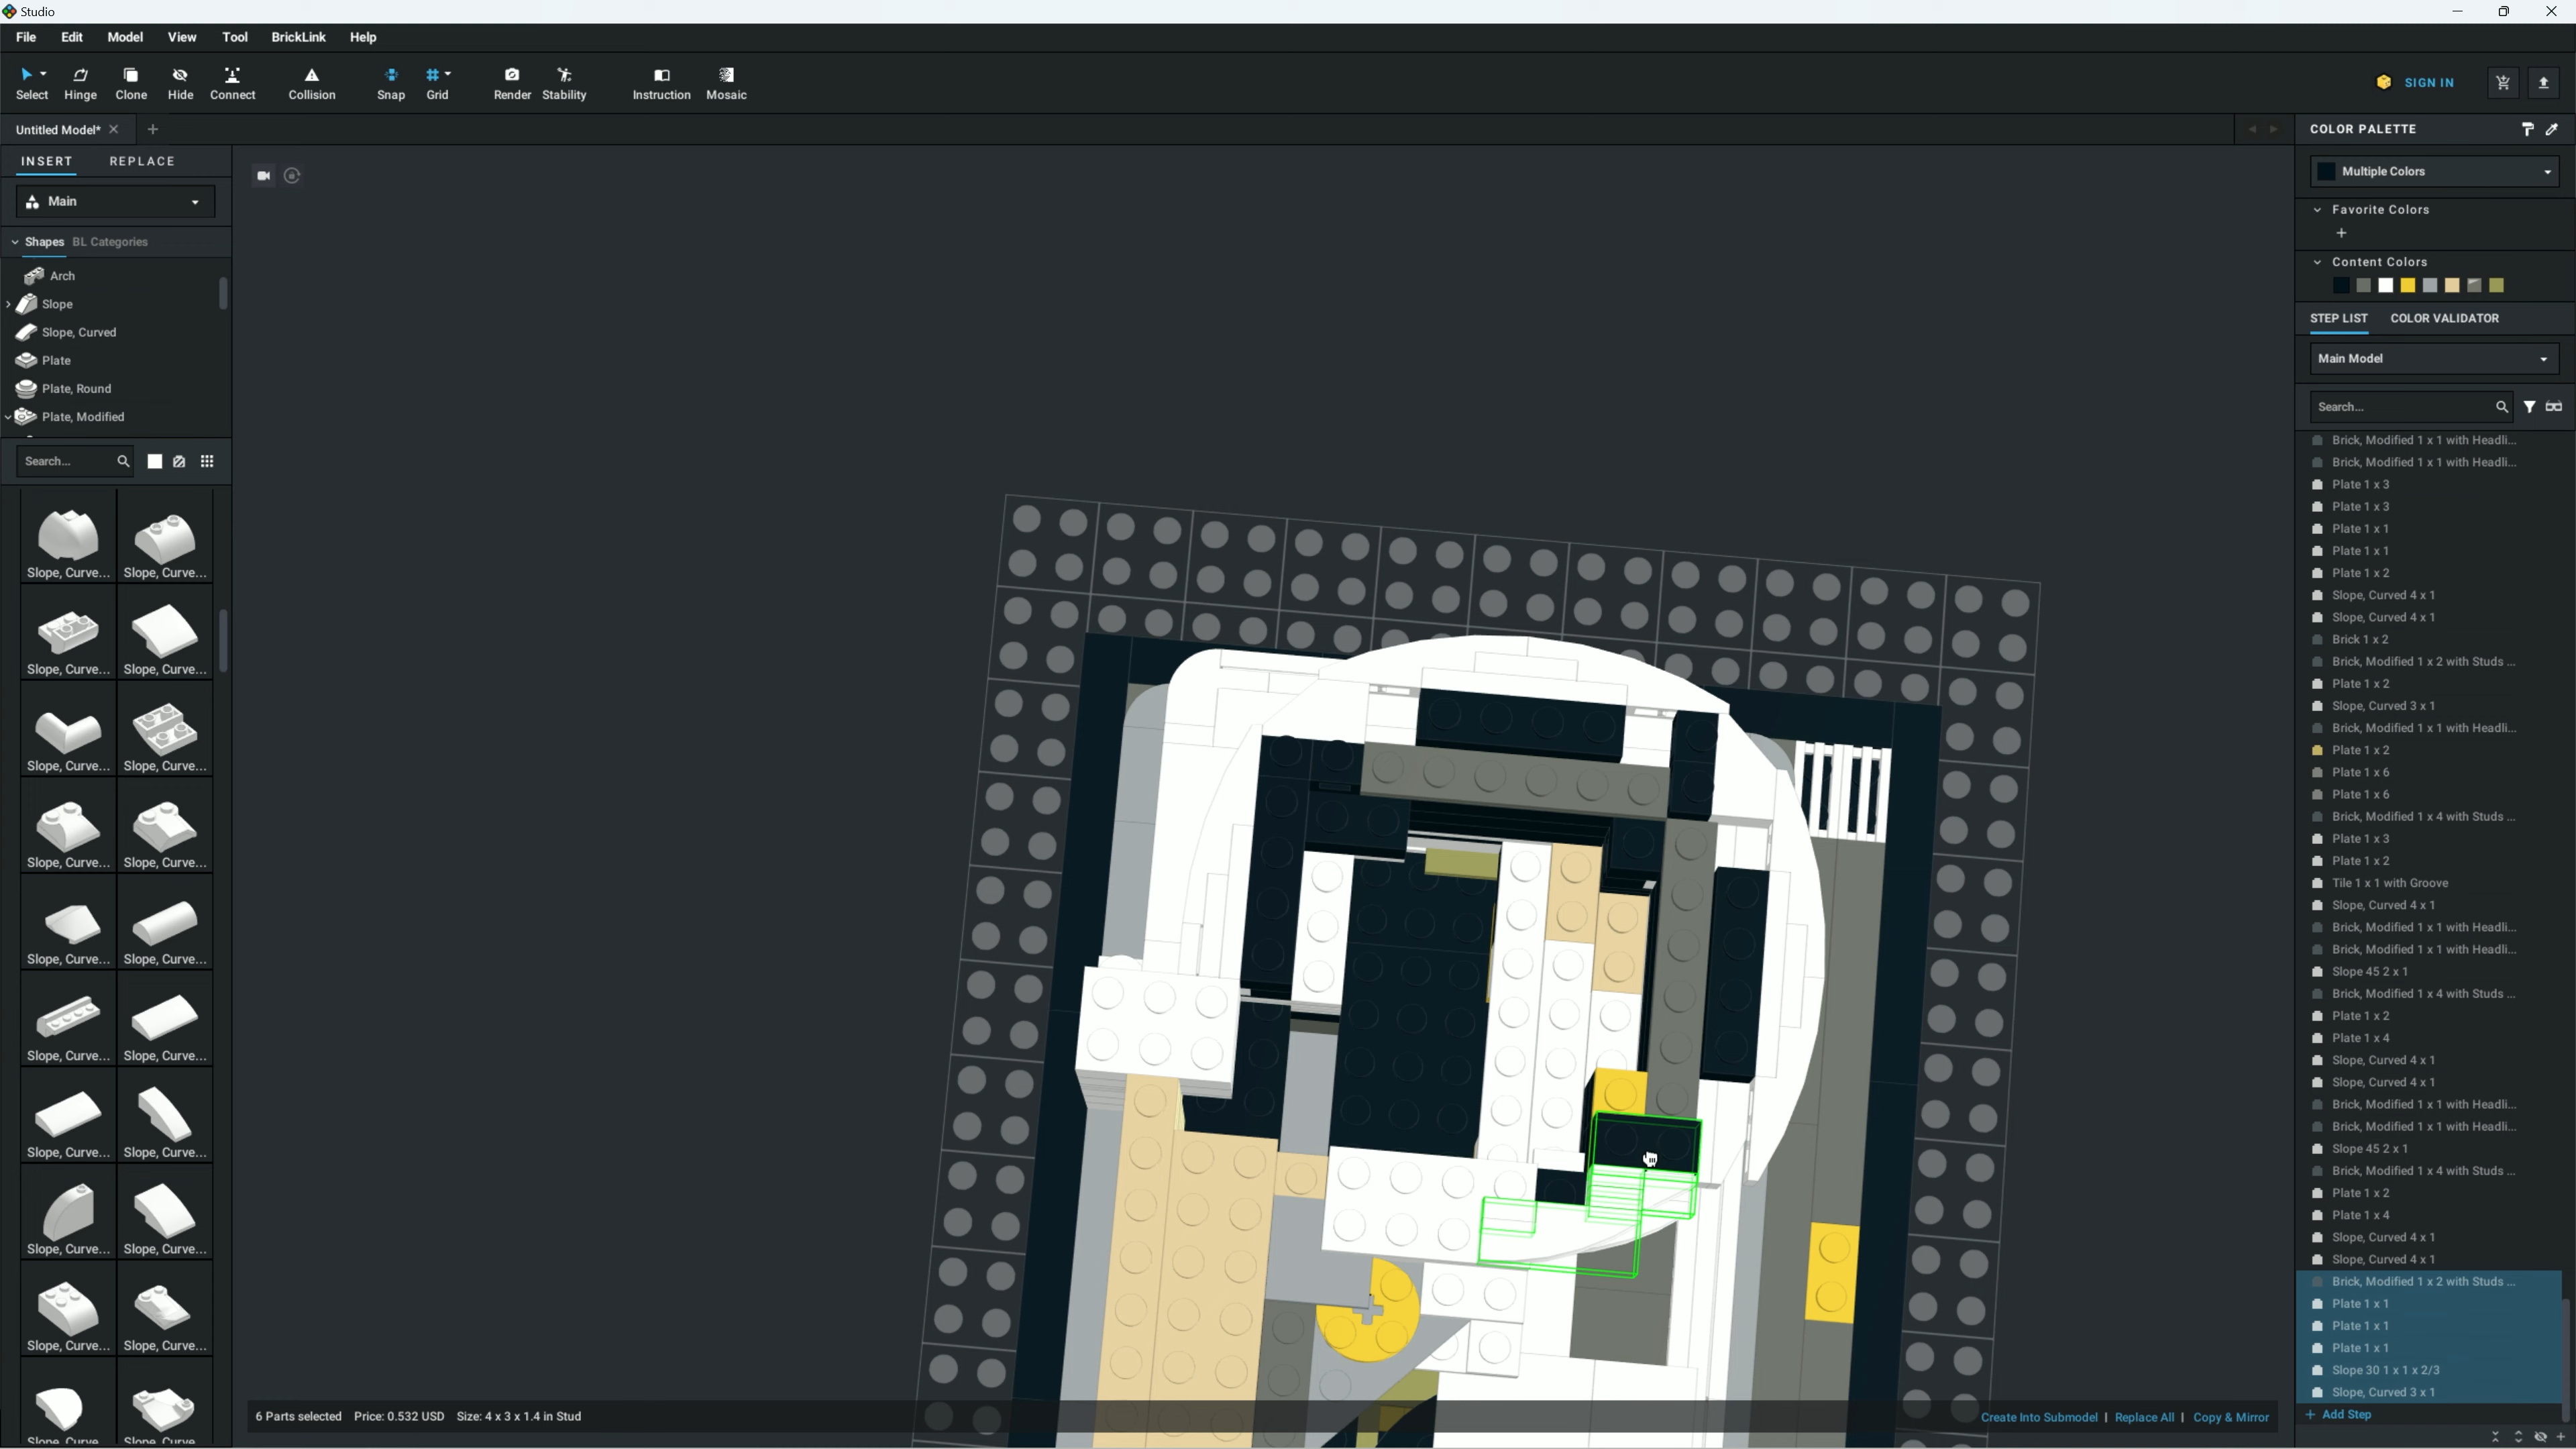 Studio
File Edit Model View Tool BrickLink Help
Select Hinge Clone Hide Connect Collision Snap Grid Render Stability Instruction Mosaic
SIGN IN
Untitled Model*
INSERT REPLACE
Main
Shapes BL Categories
Arch
Slope
Slope, Curved
Plate
Plate, Round
Plate, Modified
Search...
Slope, Curve... Slope, Curve...
Slope, Curve... Slope, Curve...
Slope, Curve... Slope, Curve...
Slope, Curve... Slope, Curve...
Slope, Curve... Slope, Curve...
Slope, Curve... Slope, Curve...
Slope, Curve... Slope, Curve...
Slope, Curve... Slope, Curve...
Slope, Curve... Slope, Curve...
Slope, Curve Slope, Curve
6 Parts selected Price: 0.532 USD Size: 4 x 3 x 1.4 in Stud
Create Into Submodel | Replace All | Copy & Mirror
COLOR PALETTE
Multiple Colors
Favorite Colors
+
Content Colors
STEP LIST COLOR VALIDATOR
Main Model
Search...
Brick, Modified 1 x 1 with Headli...
Brick, Modified 1 x 1 with Headli...
Plate 1 x 3
Plate 1 x 3
Plate 1 x 1
Plate 1 x 1
Plate 1 x 2
Slope, Curved 4 x 1
Slope, Curved 4 x 1
Brick 1 x 2
Brick, Modified 1 x 2 with Studs ...
Plate 1 x 2
Slope, Curved 3 x 1
Brick, Modified 1 x 1 with Headli...
Plate 1 x 2
Plate 1 x 6
Plate 1 x 6
Brick, Modified 1 x 4 with Studs ...
Plate 1 x 3
Plate 1 x 2
Tile 1 x 1 with Groove
Slope, Curved 4 x 1
Brick, Modified 1 x 1 with Headli...
Brick, Modified 1 x 1 with Headli...
Slope 45 2 x 1
Brick, Modified 1 x 4 with Studs ...
Plate 1 x 2
Plate 1 x 4
Slope, Curved 4 x 1
Slope, Curved 4 x 1
Brick, Modified 1 x 1 with Headli...
Brick, Modified 1 x 1 with Headli...
Slope 45 2 x 1
Brick, Modified 1 x 4 with Studs ...
Plate 1 x 2
Plate 1 x 4
Slope, Curved 4 x 1
Slope, Curved 4 x 1
Brick, Modified 1 x 2 with Studs ...
Plate 1 x 1
Plate 1 x 1
Plate 1 x 1
Slope 30 1 x 1 x 2/3
Slope, Curved 3 x 1
+ Add Step